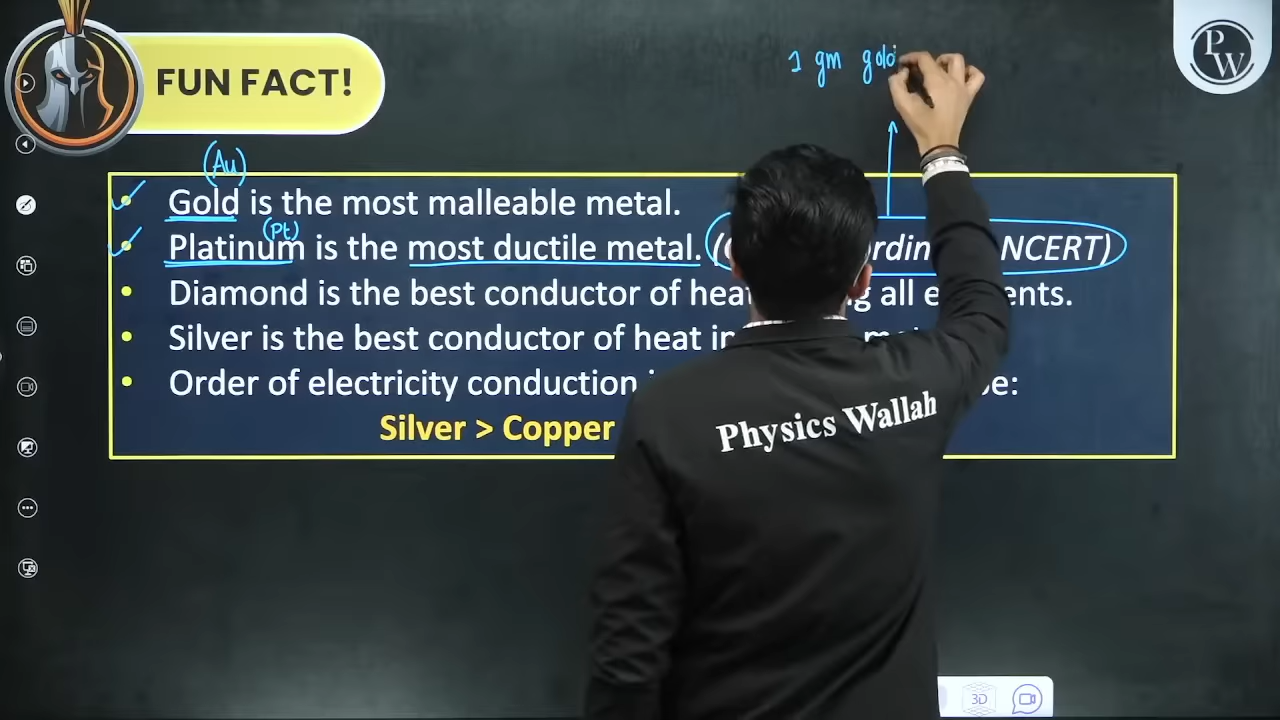 FUN FACT!
1 gm gold
P
W
(Au)
Gold is the most malleable metal.
(Pt)
Platinum is the most ductile metal. NCERT)
Diamond is the best conductor of heat all
Silver is the best conductor of heat
Order of electricity conduction
Silver > Copper
Physics Wallah
3D